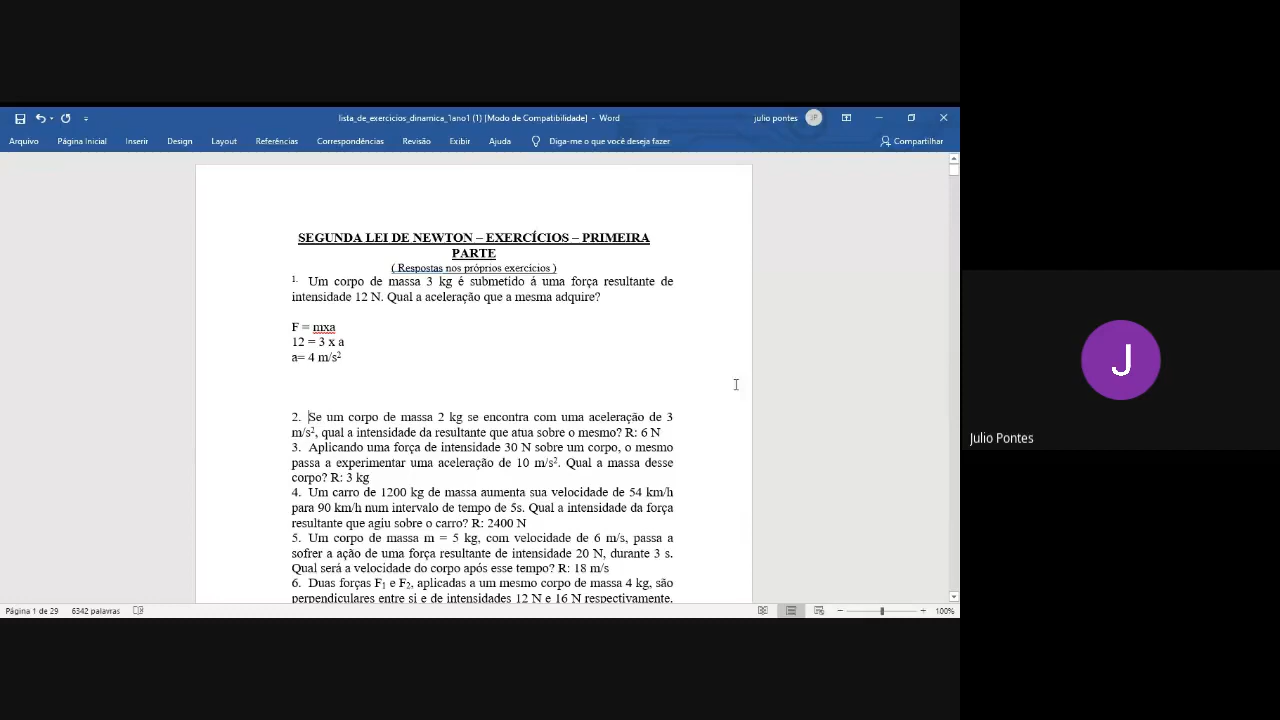 lista_de_exercicios_dinamica_1ano1 (1) [Modo de Compatibilidade] - Word
julio pontes
JP
Arquivo
Página Inicial
Inserir
Design
Layout
Referências
Correspondências
Revisão
Exibir
Ajuda
Diga-me o que você deseja fazer
Compartilhar
SEGUNDA LEI DE NEWTON – EXERCÍCIOS – PRIMEIRA
PARTE
( Respostas nos próprios exercícios )
1. Um corpo de massa 3 kg é submetido á uma força resultante de
intensidade 12 N. Qual a aceleração que a mesma adquire?
F = mxa
12 = 3 x a
a= 4 m/s²
2. Se um corpo de massa 2 kg se encontra com uma aceleração de 3
m/s², qual a intensidade da resultante que atua sobre o mesmo? R: 6 N
3. Aplicando uma força de intensidade 30 N sobre um corpo, o mesmo
passa a experimentar uma aceleração de 10 m/s². Qual a massa desse
corpo? R: 3 kg
4. Um carro de 1200 kg de massa aumenta sua velocidade de 54 km/h
para 90 km/h num intervalo de tempo de 5s. Qual a intensidade da força
resultante que agiu sobre o carro? R: 2400 N
5. Um corpo de massa m = 5 kg, com velocidade de 6 m/s, passa a
sofrer a ação de uma força resultante de intensidade 20 N, durante 3 s.
Qual será a velocidade do corpo após esse tempo? R: 18 m/s
6. Duas forças F₁ e F₂, aplicadas a um mesmo corpo de massa 4 kg, são
perpendiculares entre si e de intensidades 12 N e 16 N respectivamente.
Página 1 de 29
6342 palavras
100%
J
Julio Pontes